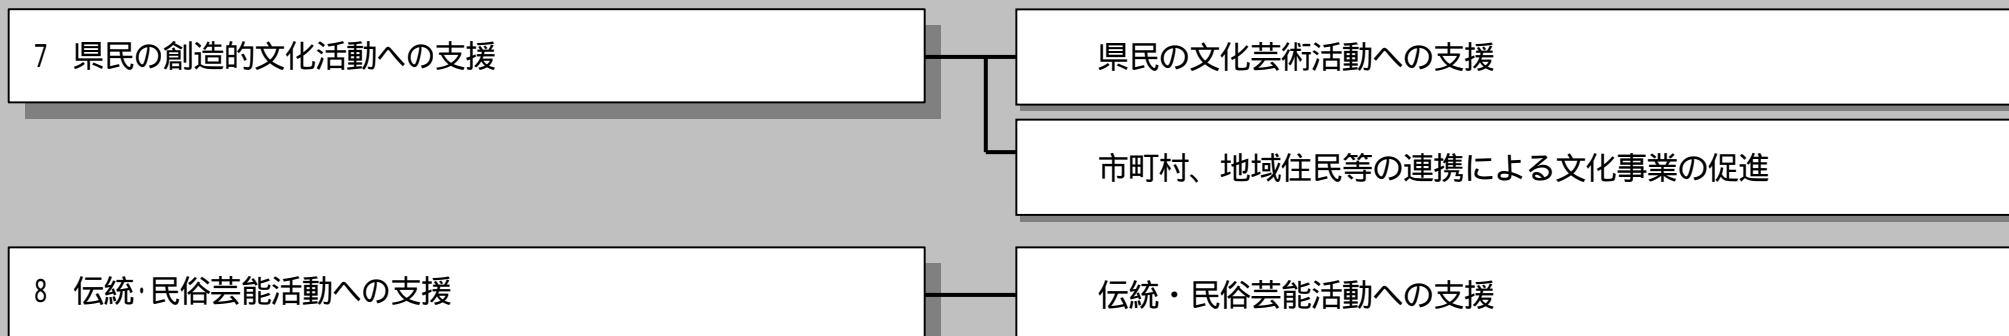 7 県民の創造的文化活動への支援
県民の文化芸術活動への支援
市町村、地域住民等の連携による文化事業の促進
8 伝統･民俗芸能活動への支援
伝統・民俗芸能活動への支援